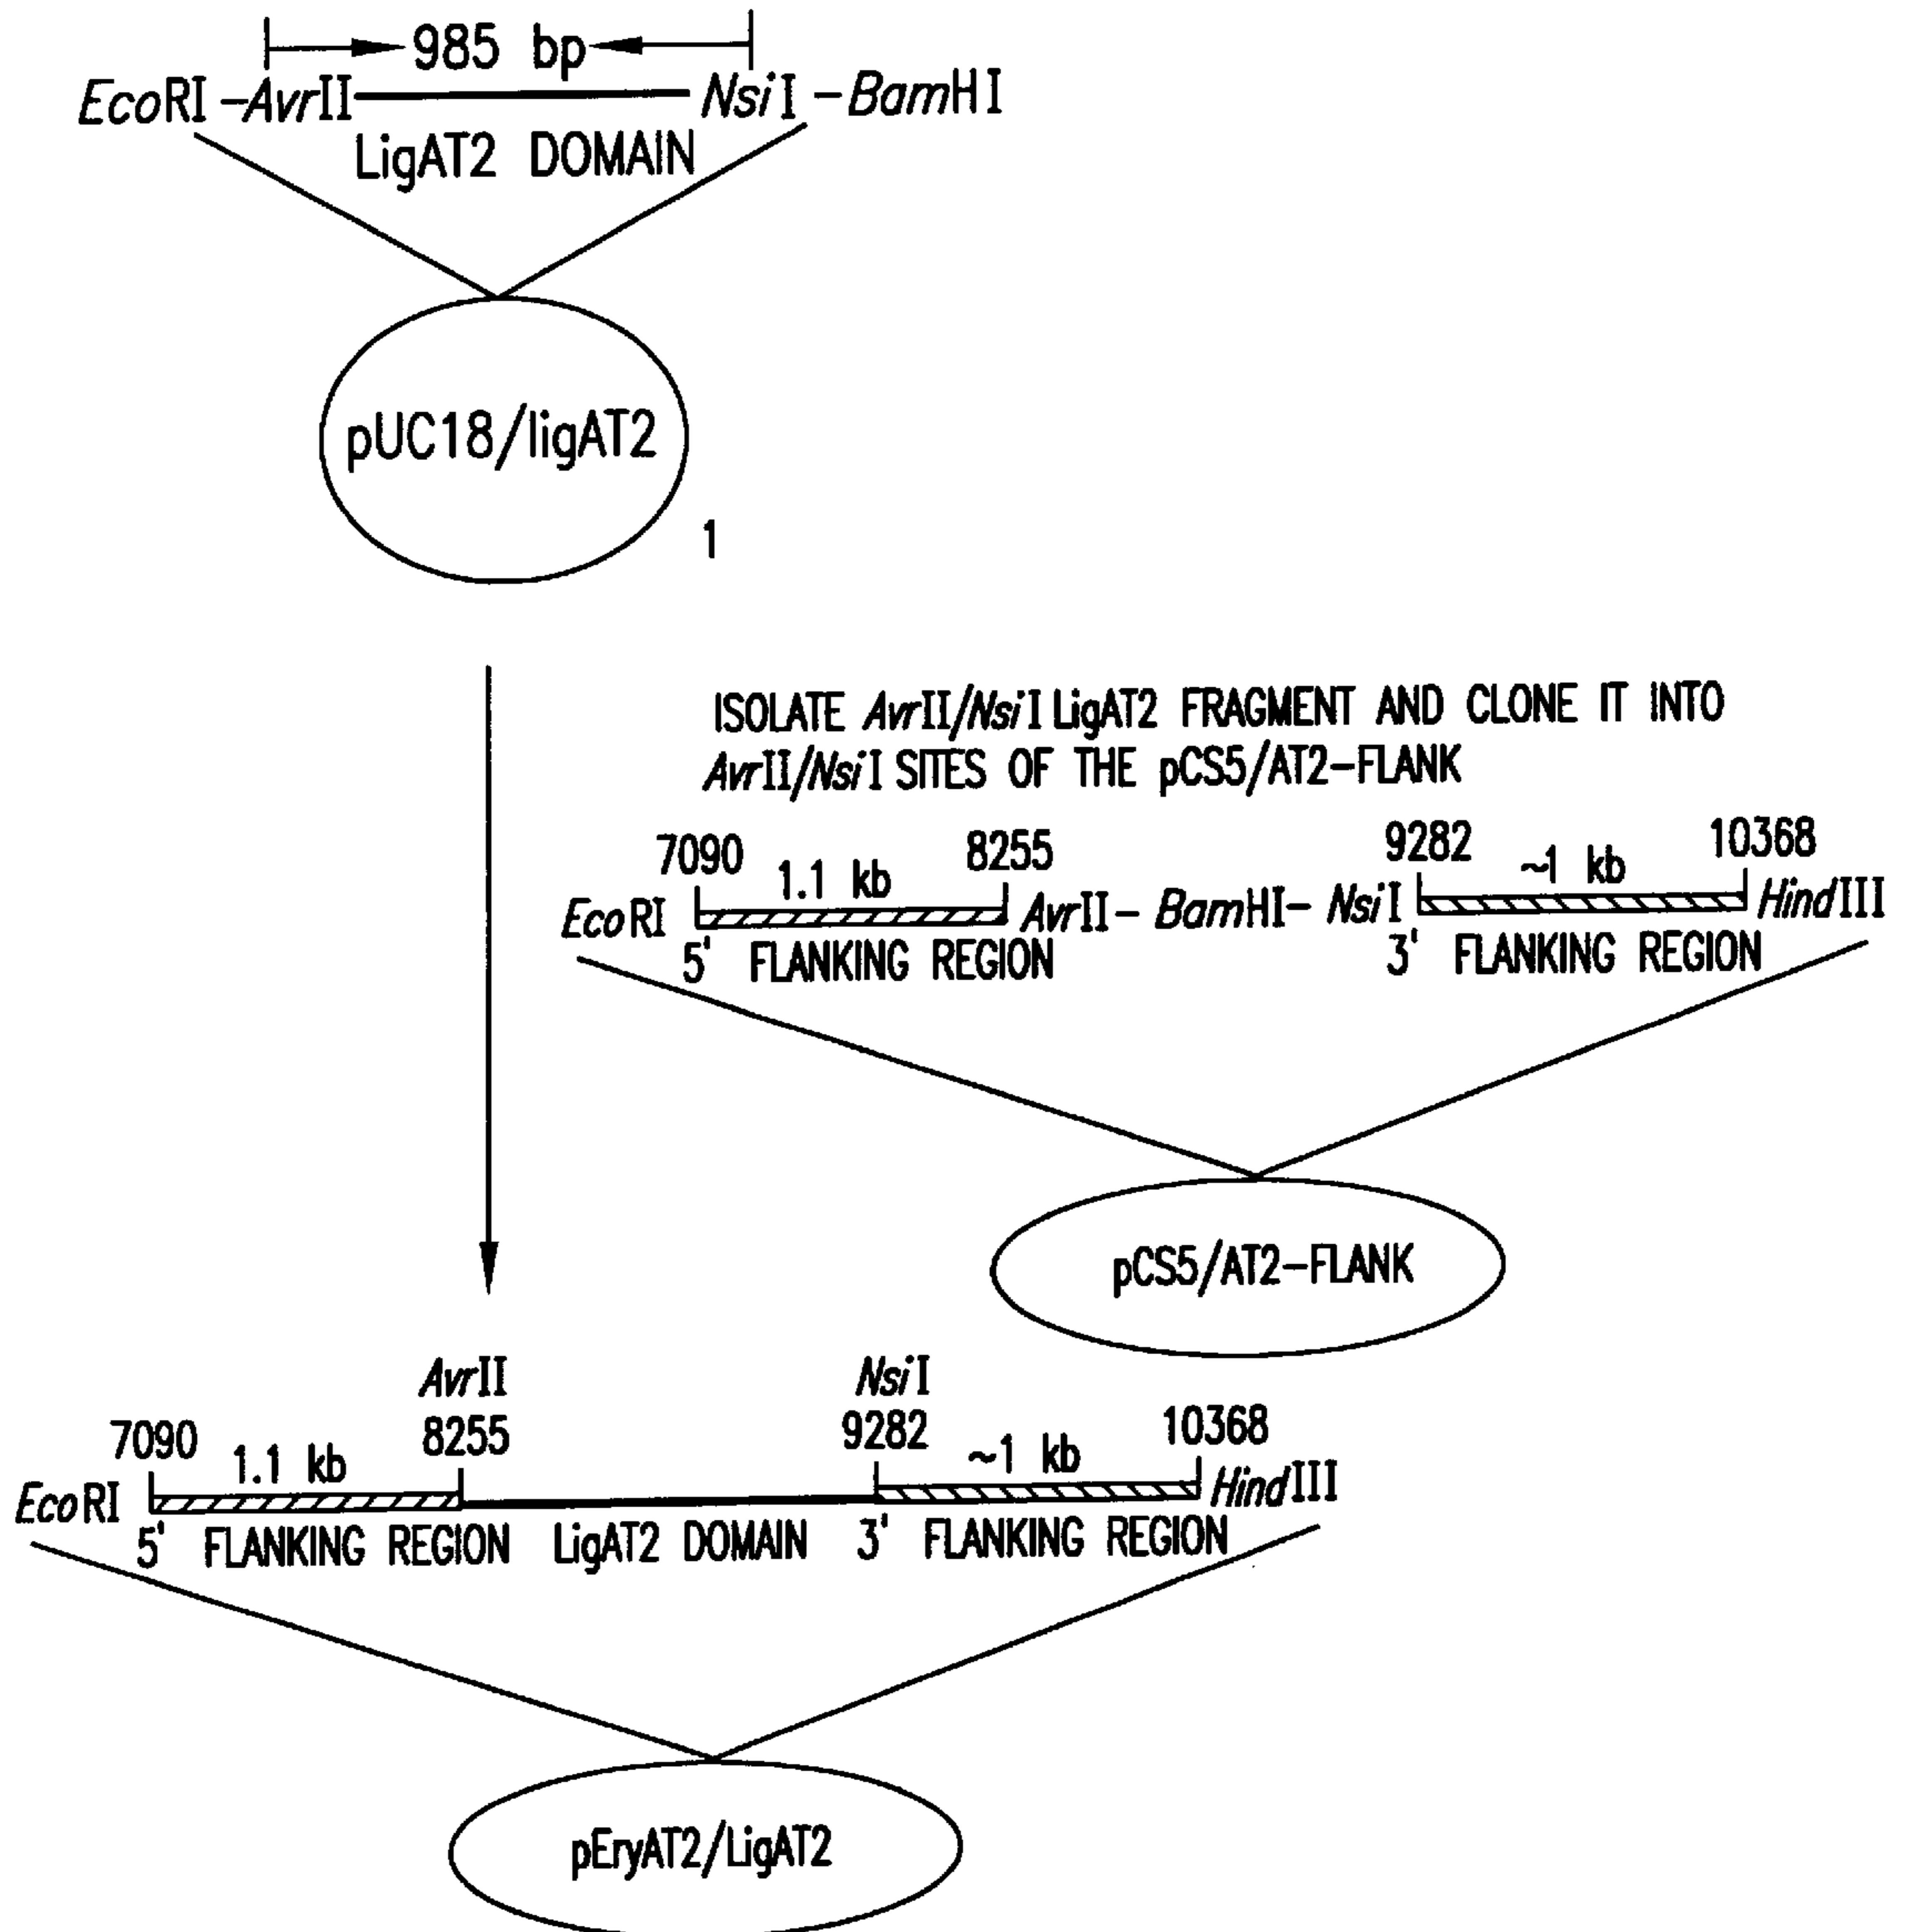 985 bp
EcoRI -AvrII NsiI -BamHI
LigAT2 DOMAIN
pUC18/ligAT2
1
ISOLATE AvrII/NsiI LigAT2 FRAGMENT AND CLONE IT INTO
AvrII/NsiI SITES OF THE pCS5/AT2-FLANK
7090 1.1 kb 8255 9282 ~1 kb 10368
EcoRI AvrII- BamHI- NsiI HindIII
5' FLANKING REGION 3' FLANKING REGION
pCS5/AT2-FLANK
AvrII NsiI
7090 1.1 kb 8255 9282 ~1 kb 10368
EcoRI HindIII
5' FLANKING REGION LigAT2 DOMAIN 3' FLANKING REGION
pEryAT2/LigAT2